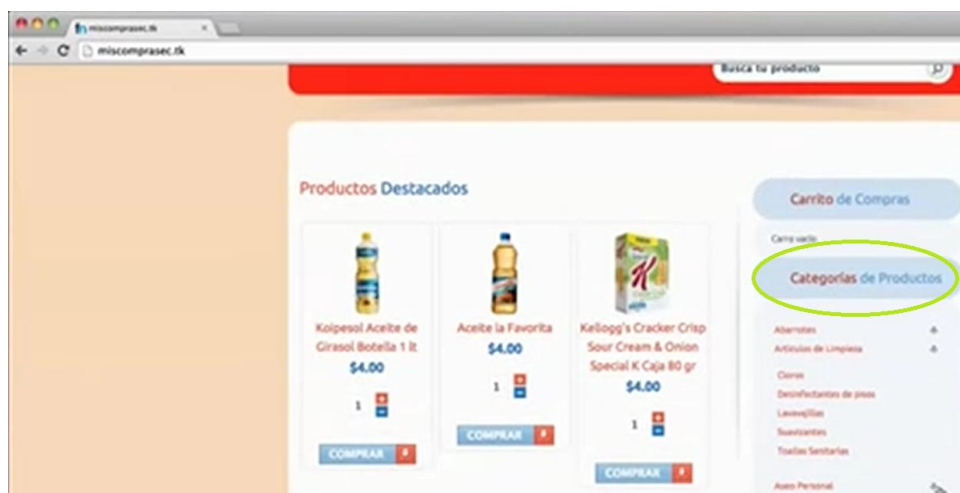 miscomprasec.tk
miscomprasec.tk
Busca tu producto
Productos Destacados
Koipesol Aceite de
Girasol Botella 1 lt
$4.00
1
COMPRAR
Aceite la Favorita
$4.00
1
COMPRAR
K
Kellogg's Cracker Crisp
Sour Cream & Onion
Special K Caja 80 gr
$4.00
1
COMPRAR
Carrito de Compras
Carro vacío
Categorías de Productos
Abarrotes
Artículos de Limpieza
Cloros
Desinfectantes de pisos
Lavavajillas
Suavizantes
Toallas Sanitarias
Aseo Personal